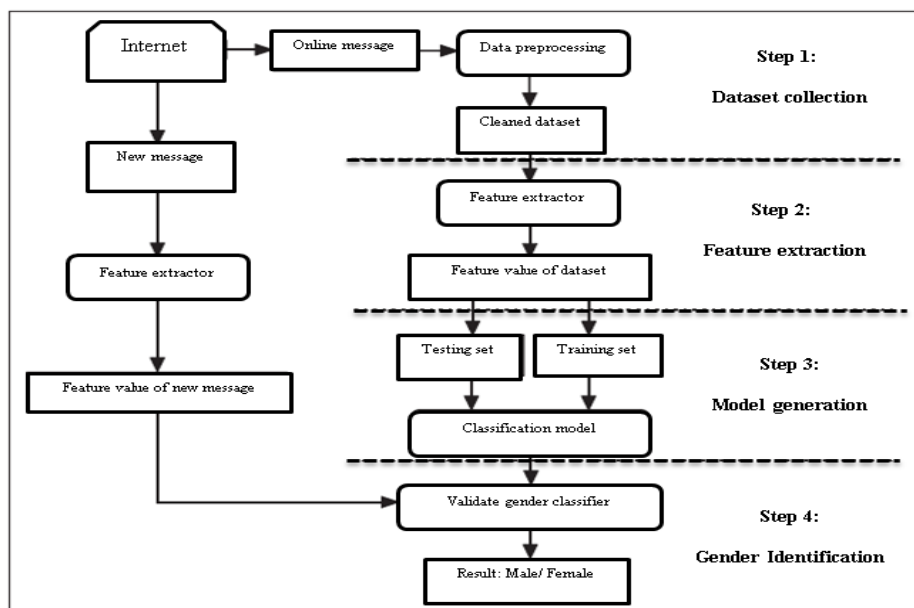 Internet
Online message
Data preprocessing
Step 1:
Dataset collection
Cleaned dataset
New message
Feature extractor
Step 2:
Feature extraction
Feature extractor
Feature value of dataset
Testing set
Training set
Step 3:
Model generation
Feature value of new message
Classification model
Validate gender classifier
Step 4:
Gender Identification
Result: Male/ Female